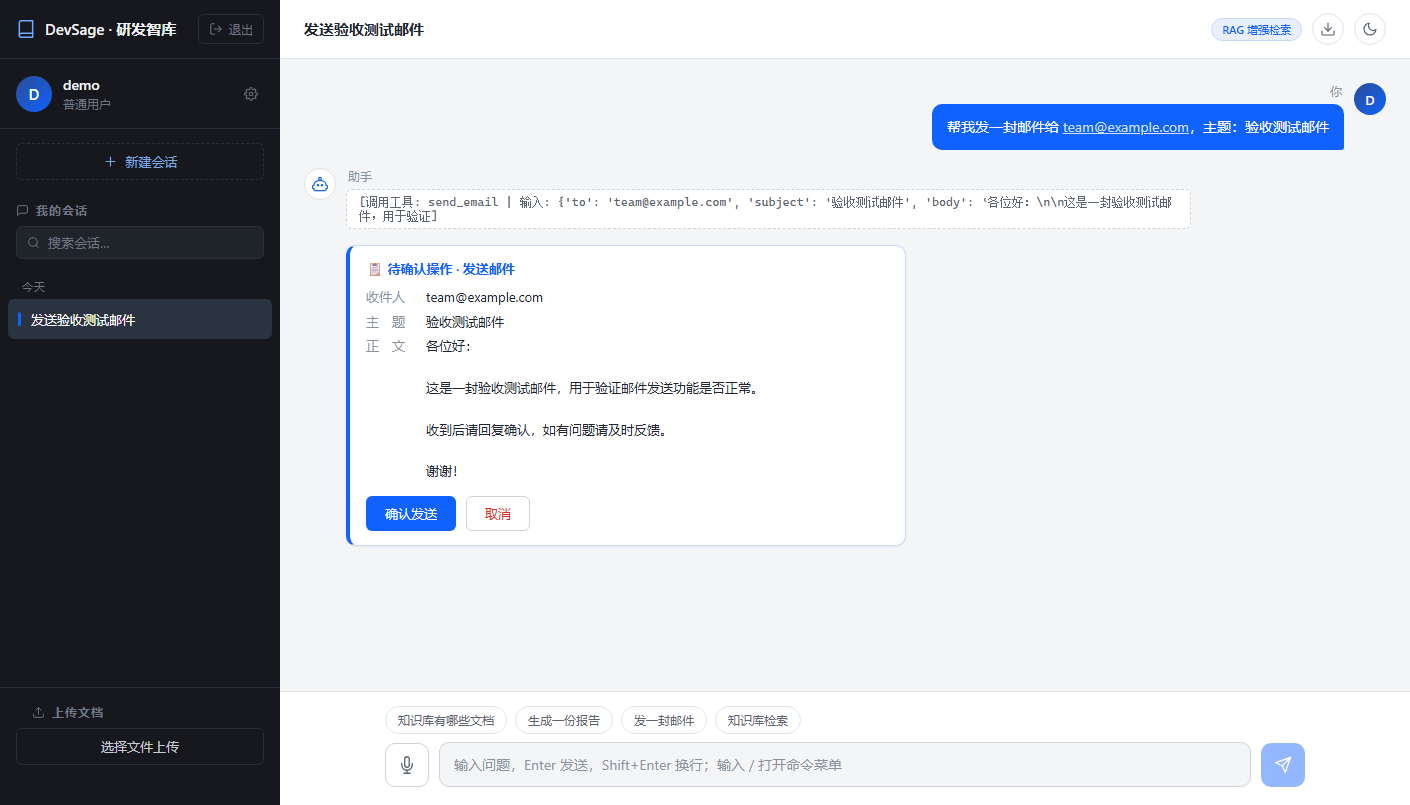 DevSage · 研发智库
退出
D
demo
普通用户
新建会话
我的会话
搜索会话...
今天
发送验收测试邮件
上传文档
选择文件上传
发送验收测试邮件
RAG 增强检索
你
D
帮我发一封邮件给 team@example.com，主题：验收测试邮件
助手
[调用工具: send_email | 输入: {'to': 'team@example.com', 'subject': '验收测试邮件', 'body': '各位好：\n\n这是一封验收测试邮
件，用于验证]
待确认操作 · 发送邮件
收件人 team@example.com
主 题 验收测试邮件
正 文 各位好：
这是一封验收测试邮件，用于验证邮件发送功能是否正常。
收到后请回复确认，如有问题请及时反馈。
谢谢！
确认发送 取消
知识库有哪些文档 生成一份报告 发一封邮件 知识库检索
输入问题，Enter 发送，Shift+Enter 换行；输入 / 打开命令菜单